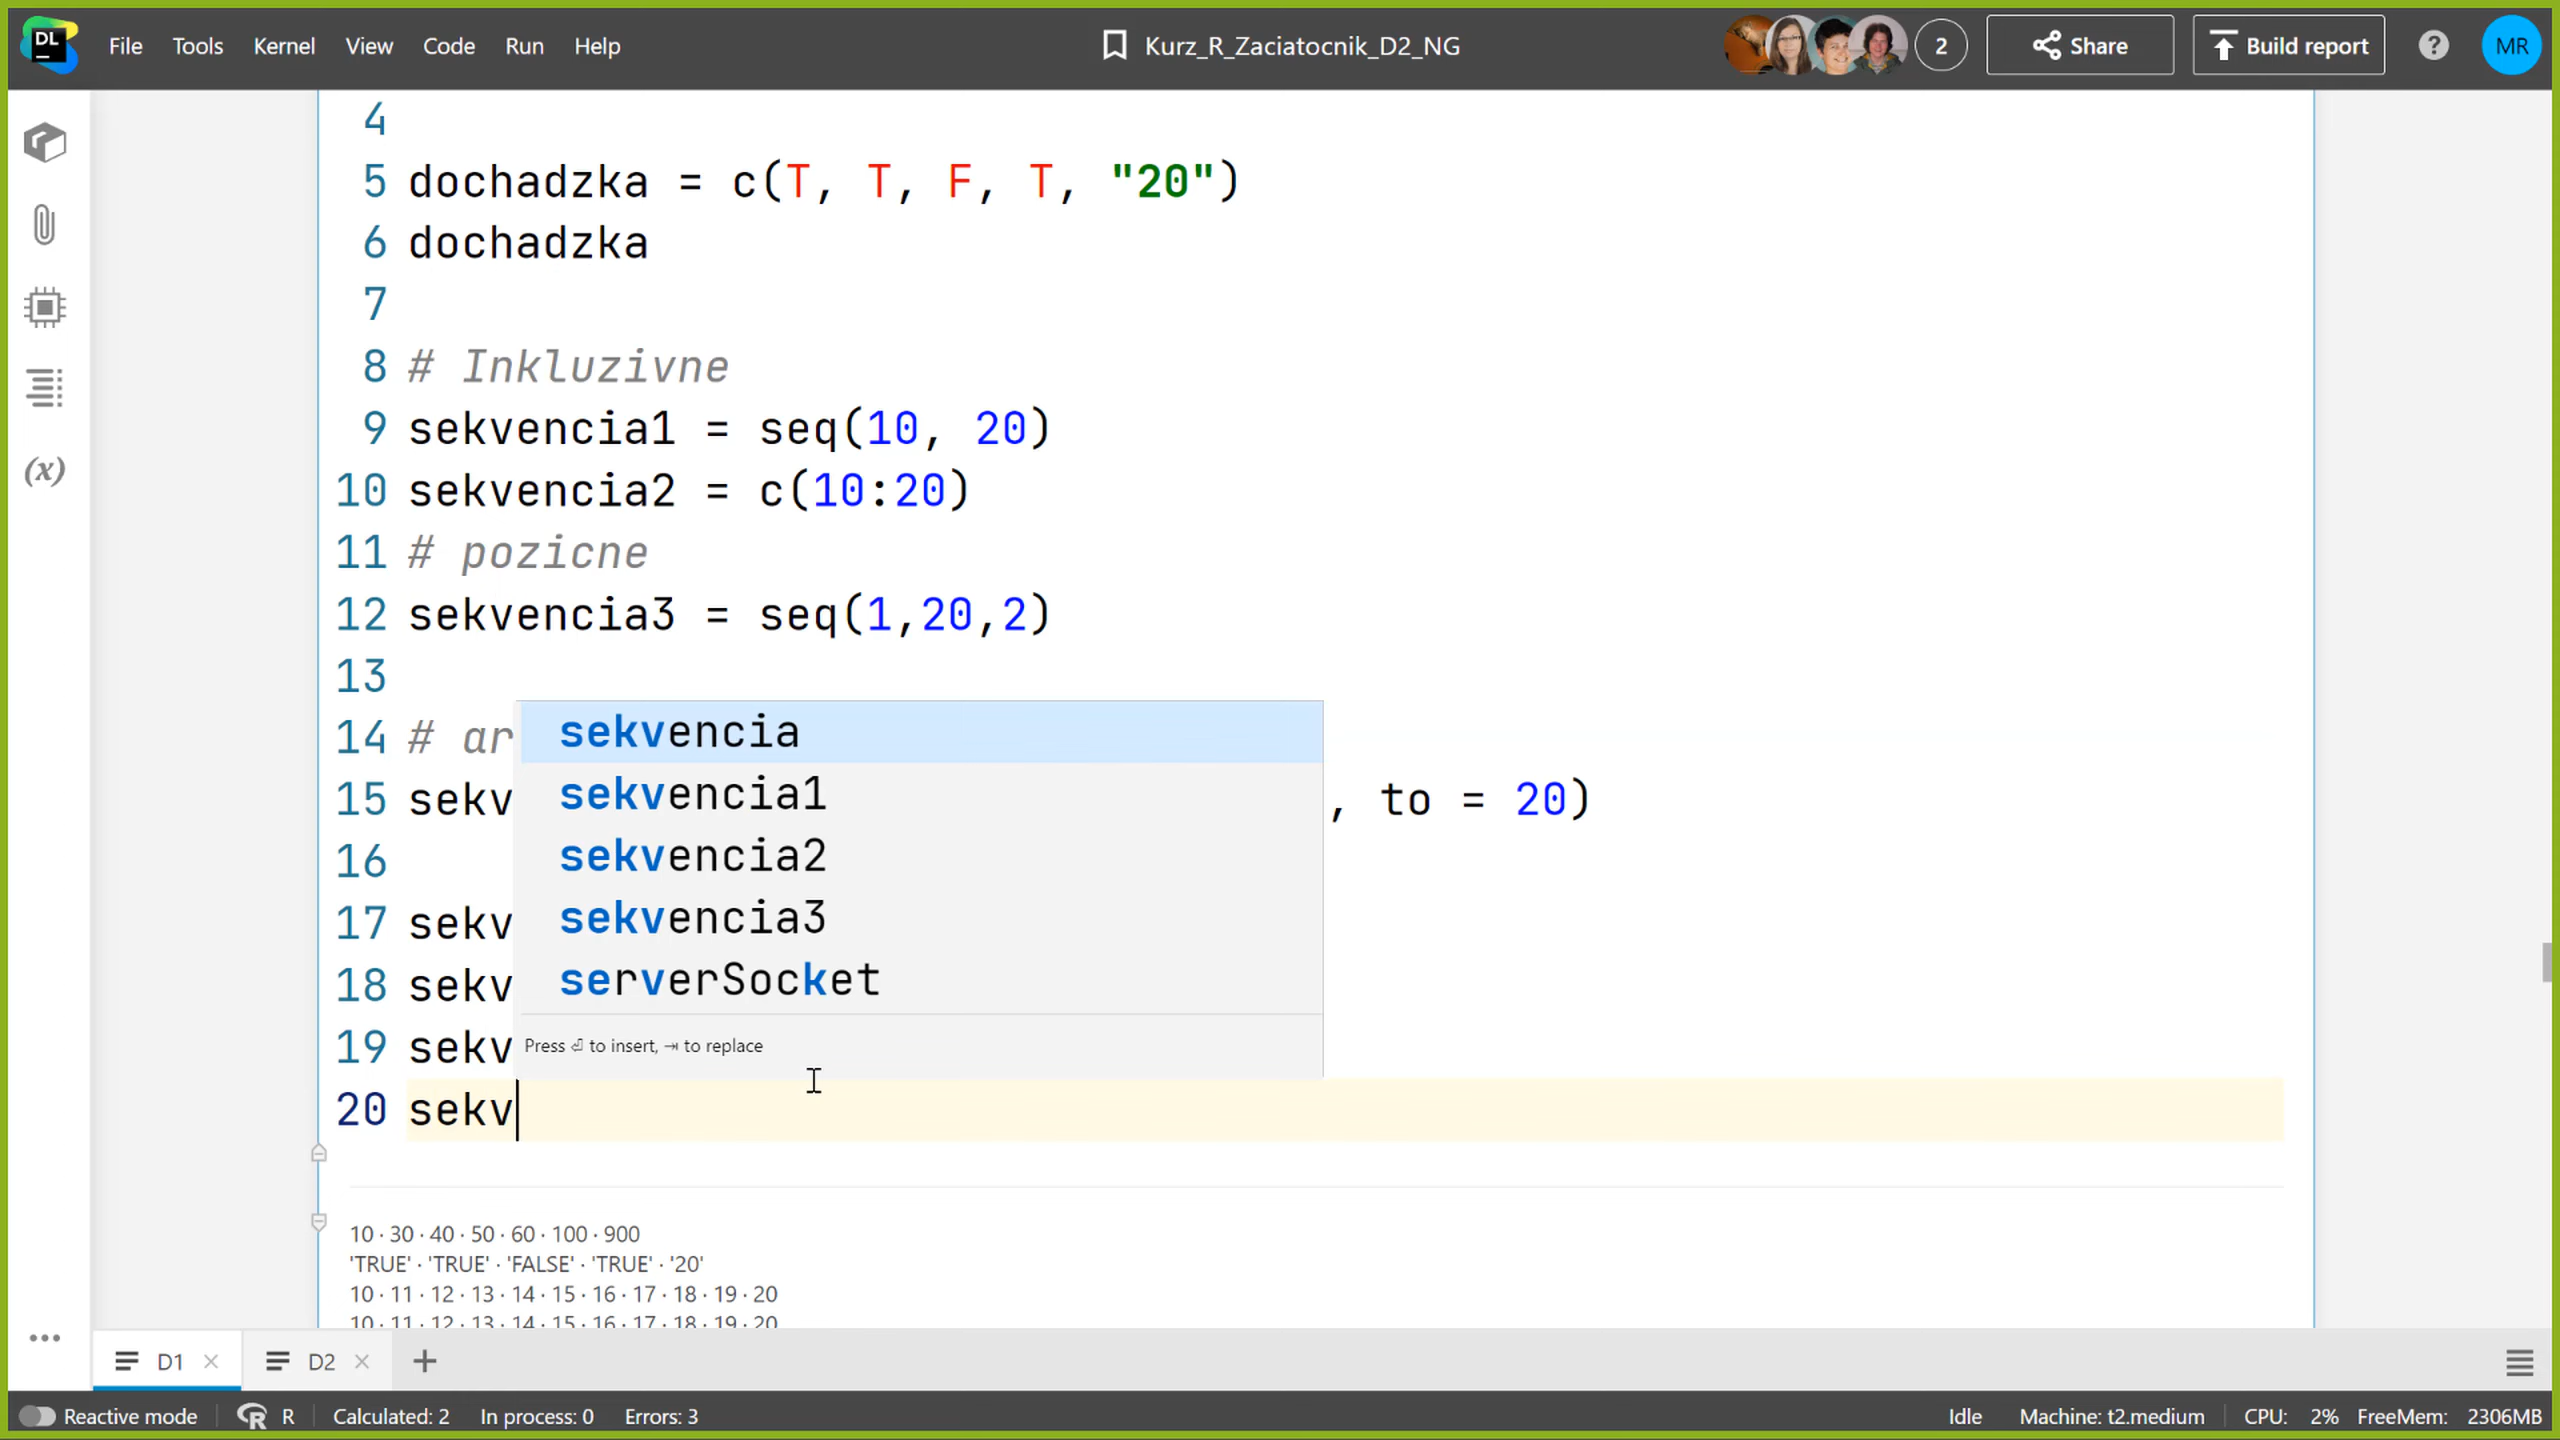 DL
File Tools Kernel View Code Run Help
Kurz_R_Zaciatocnik_D2_NG
2
Share
Build report
?
MR
4
5 dochadzka = c(T, T, F, T, "20")
6 dochadzka
7
8 # Inkluzivne
9 sekvencia1 = seq(10, 20)
10 sekvencia2 = c(10:20)
11 # pozicne
12 sekvencia3 = seq(1,20,2)
13
14 # ar
15 sekv , to = 20)
16
17 sekv
18 sekv
19 sekv
20 sekv
sekvencia
sekvencia1
sekvencia2
sekvencia3
serverSocket
Press ⏎ to insert, ⇥ to replace
10 · 30 · 40 · 50 · 60 · 100 · 900
'TRUE' · 'TRUE' · 'FALSE' · 'TRUE' · '20'
10 · 11 · 12 · 13 · 14 · 15 · 16 · 17 · 18 · 19 · 20
10 · 11 · 12 · 13 · 14 · 15 · 16 · 17 · 18 · 19 · 20
(x)
D1 × D2 × +
Reactive mode R Calculated: 2 In process: 0 Errors: 3 Idle Machine: t2.medium CPU: 2% FreeMem: 2306MB